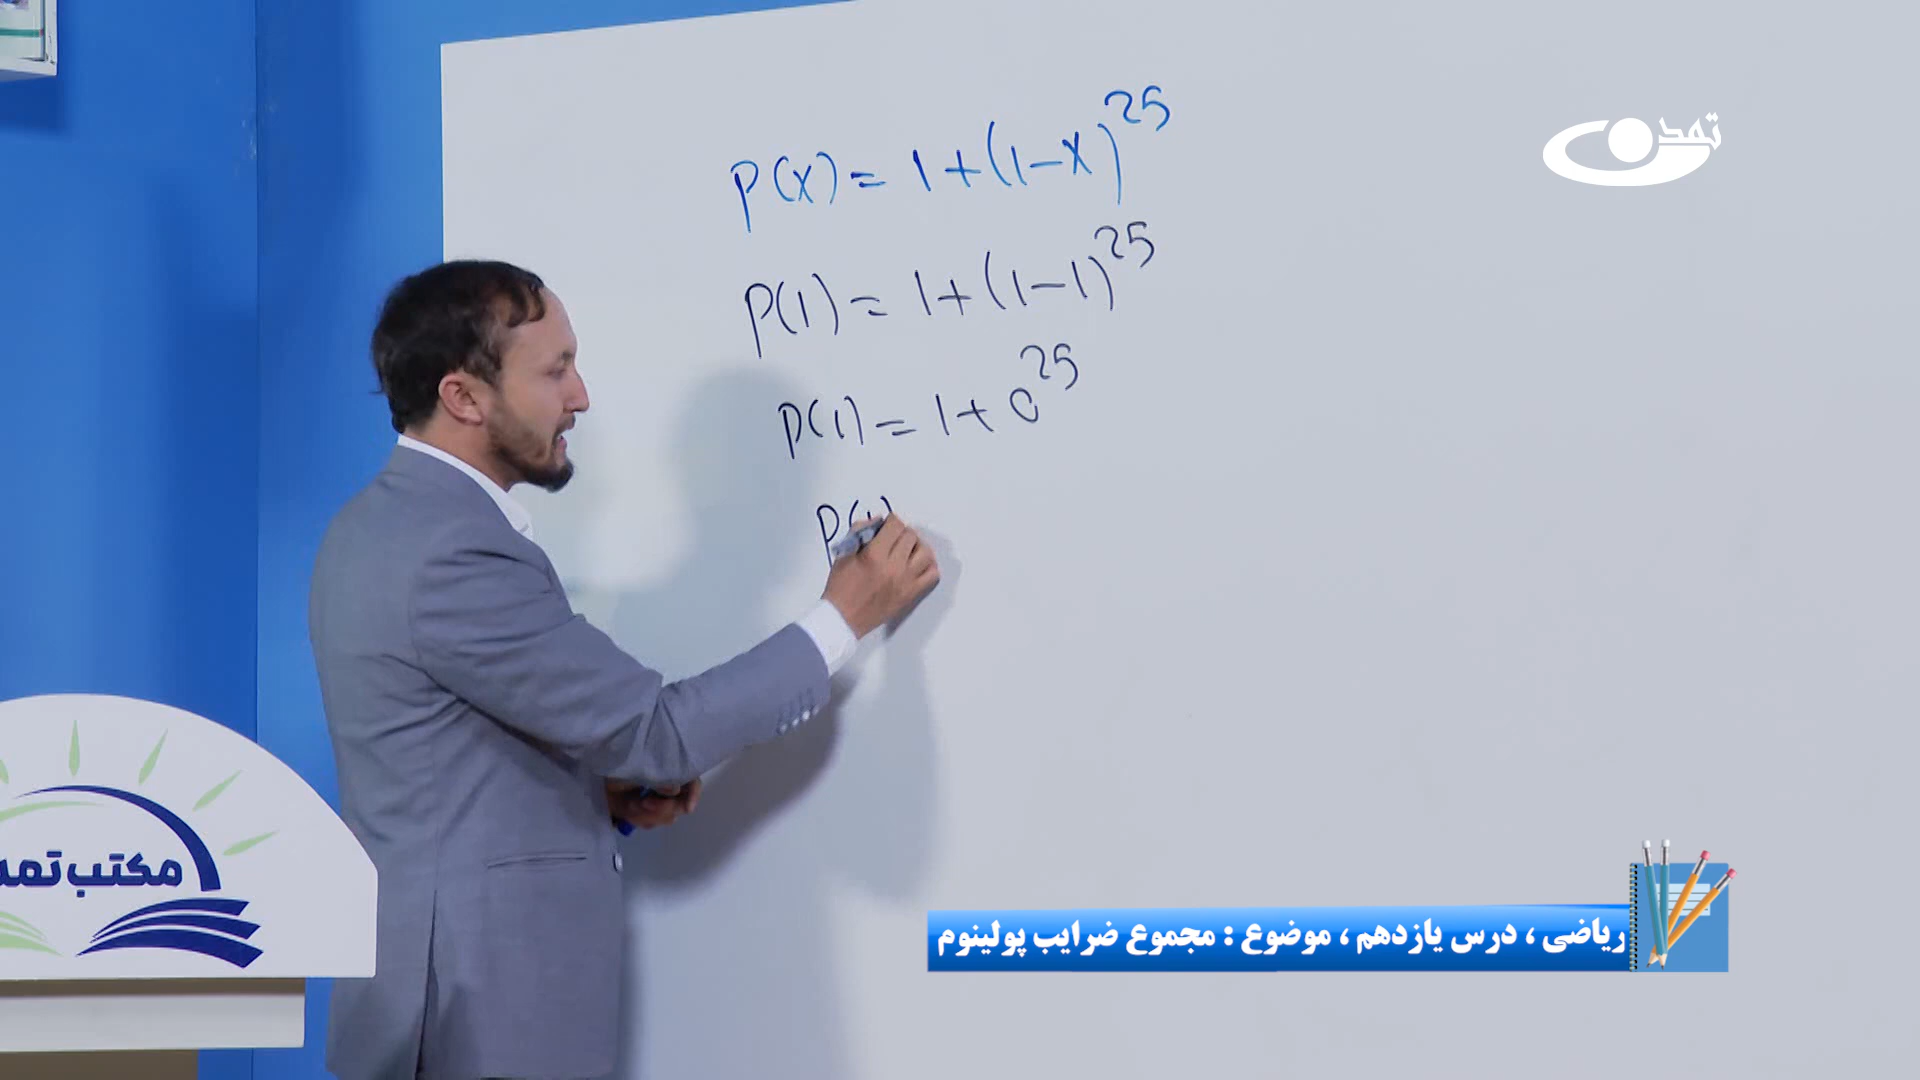 P(x) = 1 + (1 - x)^25
P(1) = 1 + (1 - 1)^25
P(1) = 1 + 0^25
P(1)
تمدن
مکتب تمد
ریاضی ، درس یازدهم ، موضوع : مجموع ضرایب پولینوم